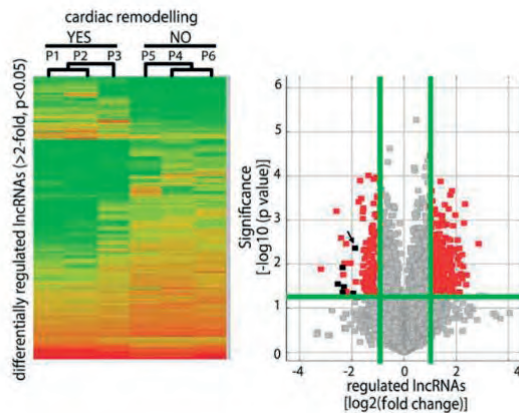 cardiac remodelling
YES NO
P1 P2 P3 P5 P4 P6
differentially regulated lncRNAs (>2-fold, p<0.05)
Significance
[-log10 (p value)]
6
5
4
3
2
1
0
-4 -2 0 2 4
regulated lncRNAs
[log2(fold change)]